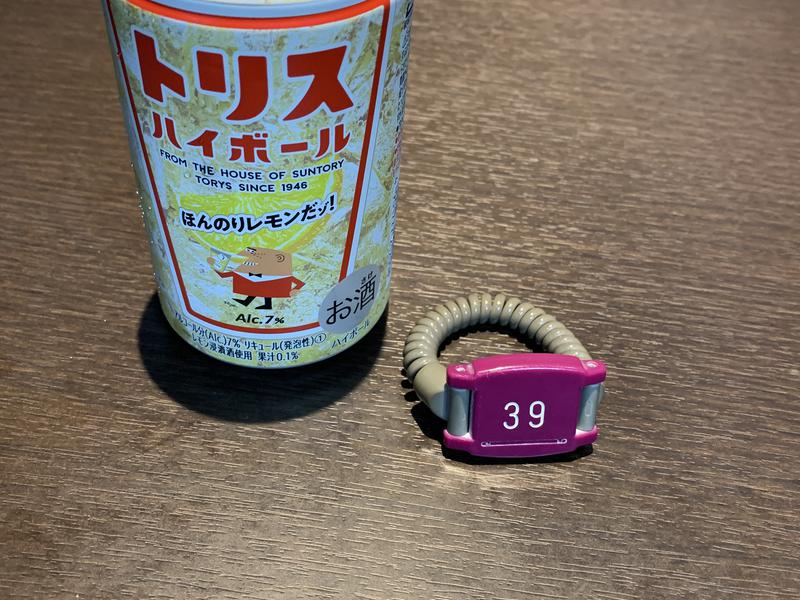 トリス
ハイボール
FROM THE HOUSE OF SUNTORY
TORYS SINCE 1946
ほんのりレモンだゾ!
Alc.7%
さけ
お酒
アルコール分(Alc.)7% リキュール(発泡性)① ハイボール
レモン浸漬酒使用 果汁0.1%
39